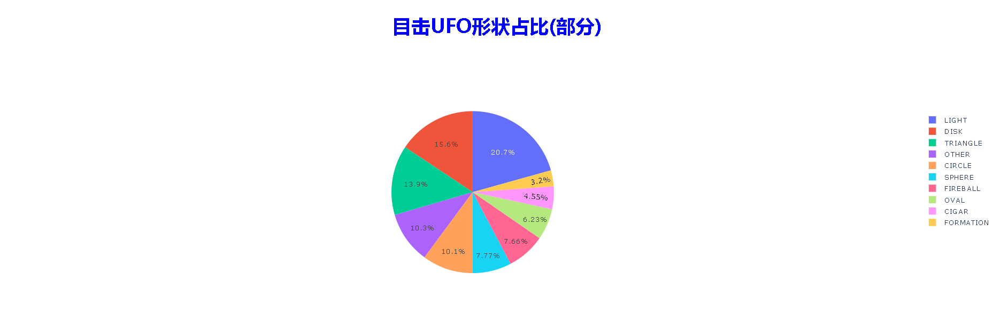 目击UFO形状占比(部分)
20.7%
15.6%
13.9%
10.3%
10.1%
7.77%
7.66%
6.23%
4.55%
3.2%
LIGHT
DISK
TRIANGLE
OTHER
CIRCLE
SPHERE
FIREBALL
OVAL
CIGAR
FORMATION